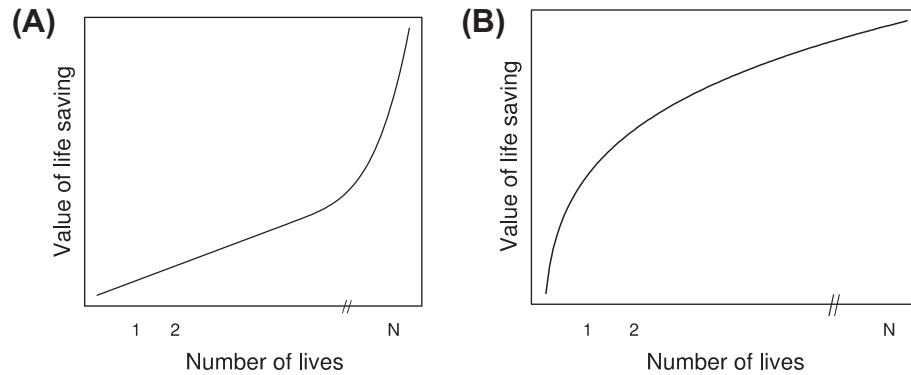 (A)
Value of life saving
1 2 N
Number of lives
(B)
Value of life saving
1 2 N
Number of lives